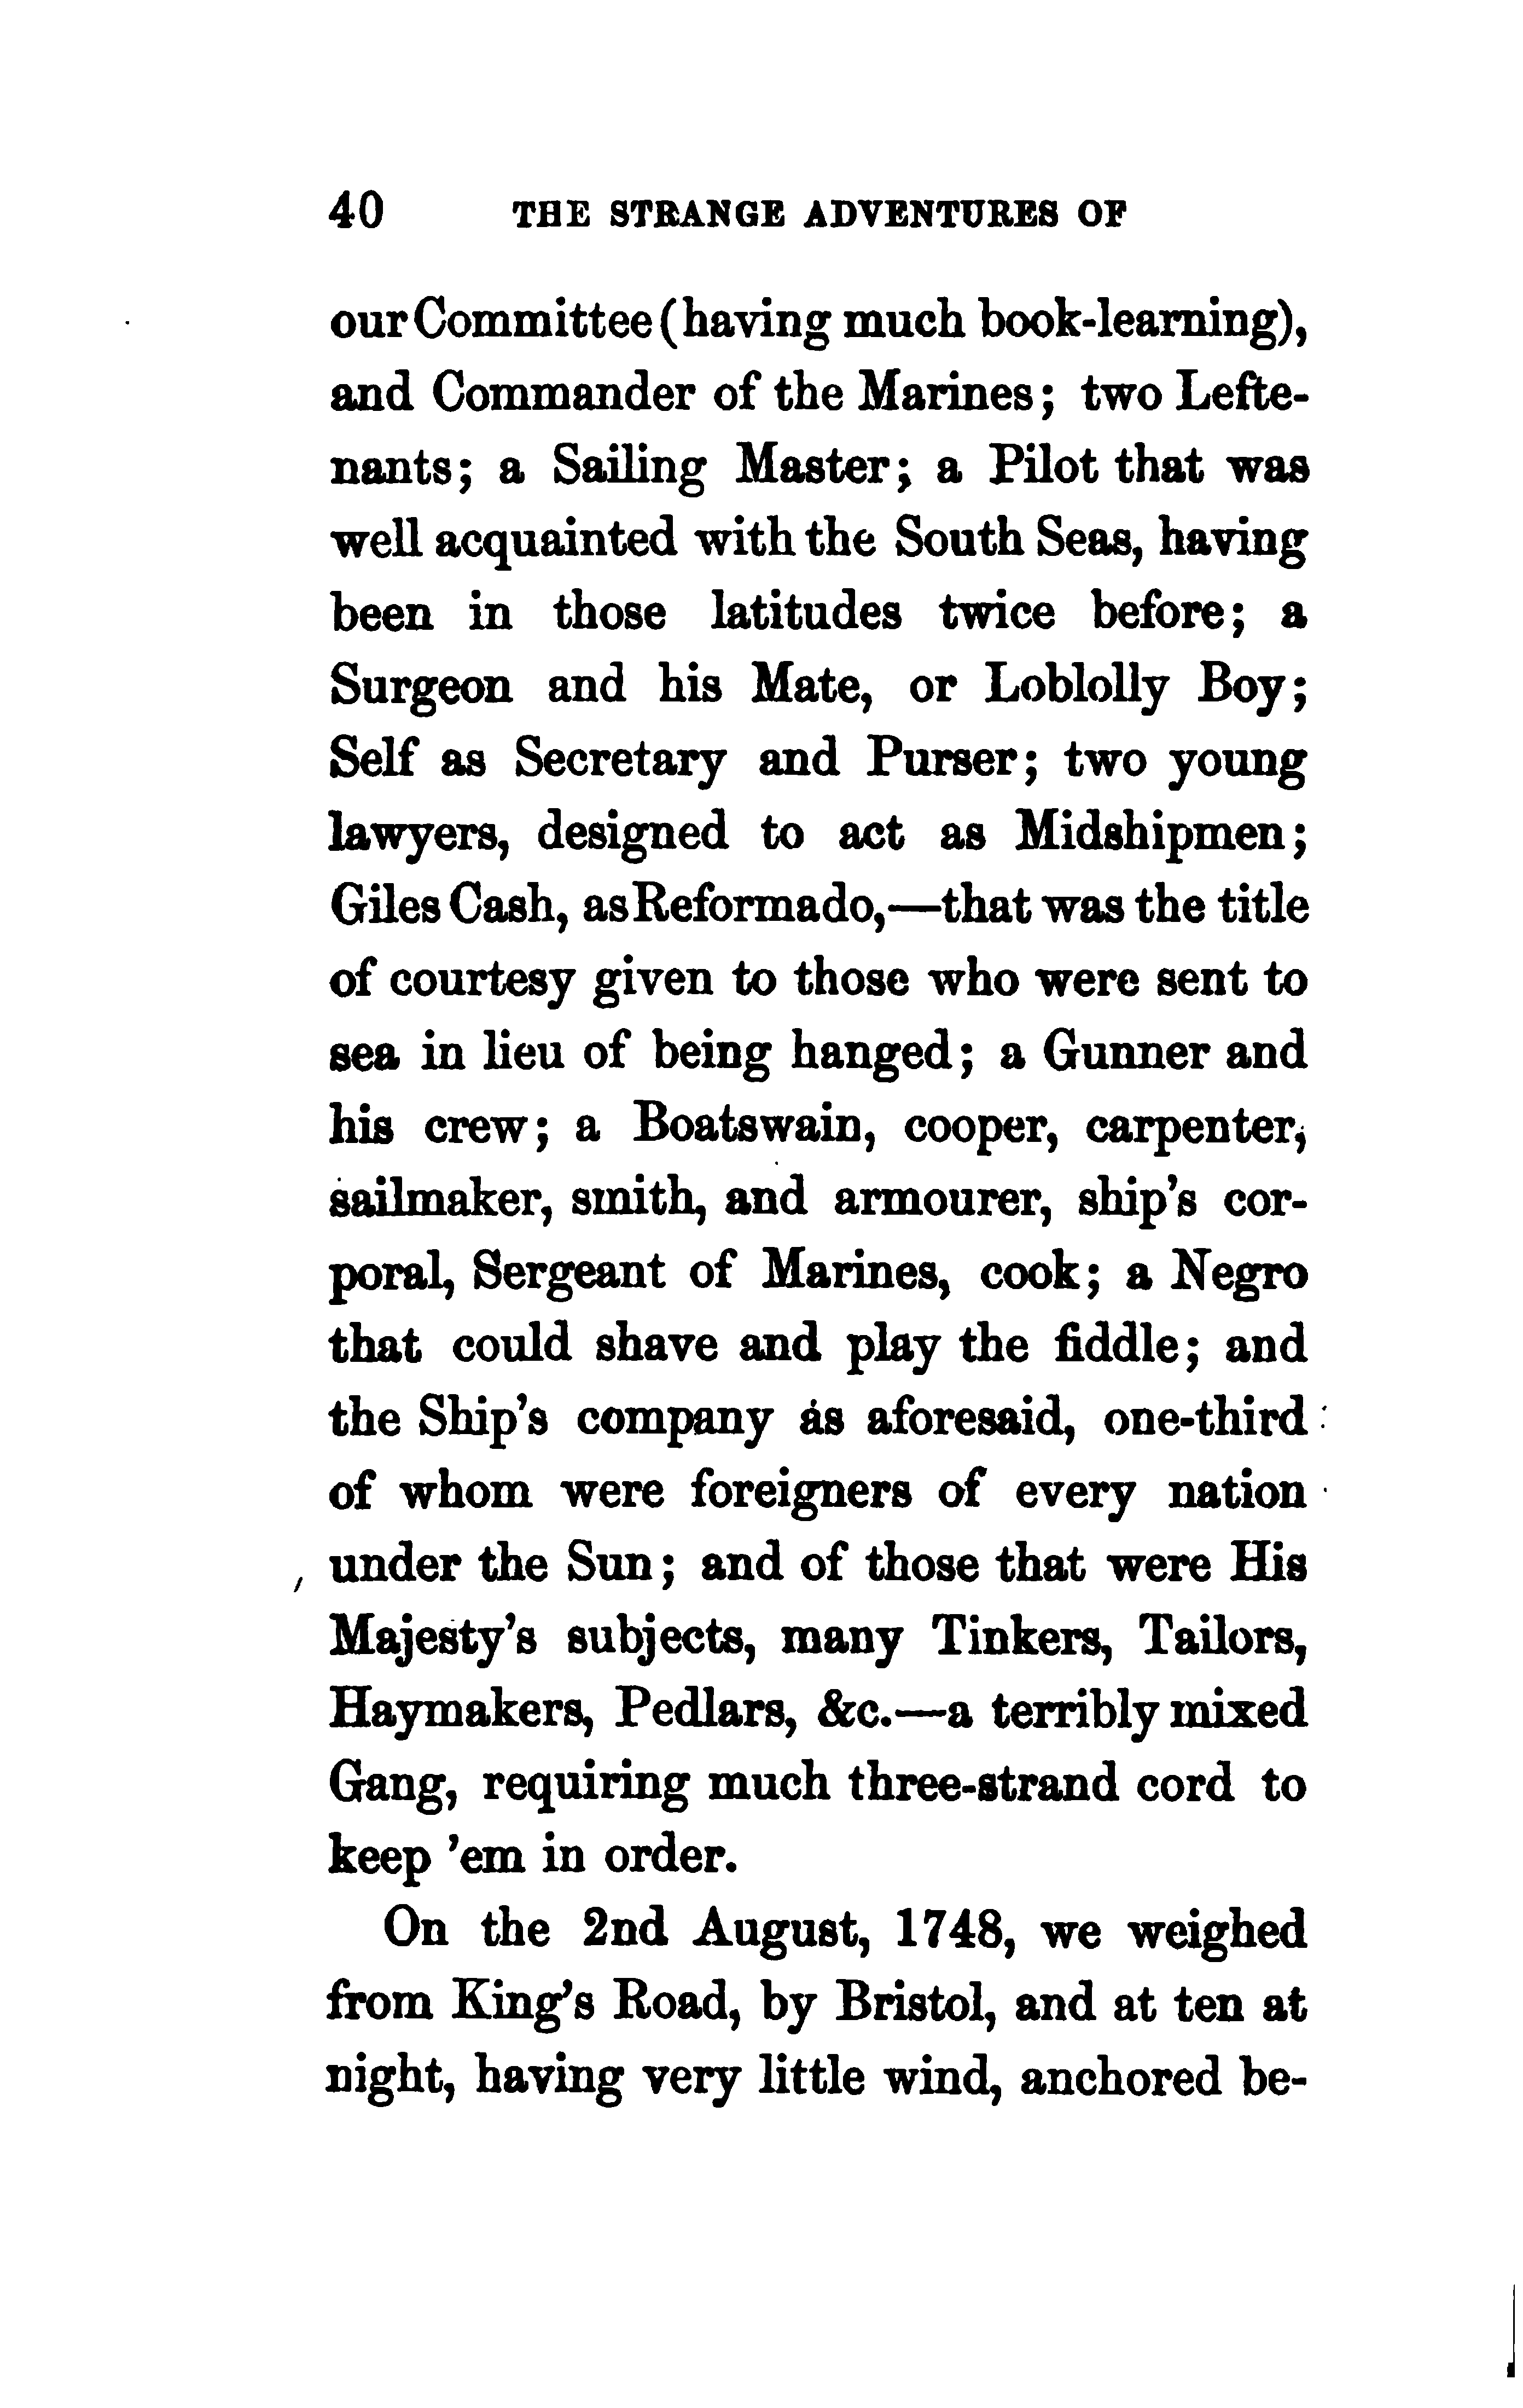 40 THE STRANGE ADVENTURES OF
our Committee (having much book-learning),
and Commander of the Marines; two Lefte-
nants; a Sailing Master; a Pilot that was
well acquainted with the South Seas, having
been in those latitudes twice before; a
Surgeon and his Mate, or Loblolly Boy;
Self as Secretary and Purser; two young
lawyers, designed to act as Midshipmen;
Giles Cash, as Reformado,—that was the title
of courtesy given to those who were sent to
sea in lieu of being hanged; a Gunner and
his crew; a Boatswain, cooper, carpenter,
sailmaker, smith, and armourer, ship's cor-
poral, Sergeant of Marines, cook; a Negro
that could shave and play the fiddle; and
the Ship's company as aforesaid, one-third
of whom were foreigners of every nation
under the Sun; and of those that were His
Majesty's subjects, many Tinkers, Tailors,
Haymakers, Pedlars, &c.—a terribly mixed
Gang, requiring much three-strand cord to
keep 'em in order.
On the 2nd August, 1748, we weighed
from King's Road, by Bristol, and at ten at
night, having very little wind, anchored be-